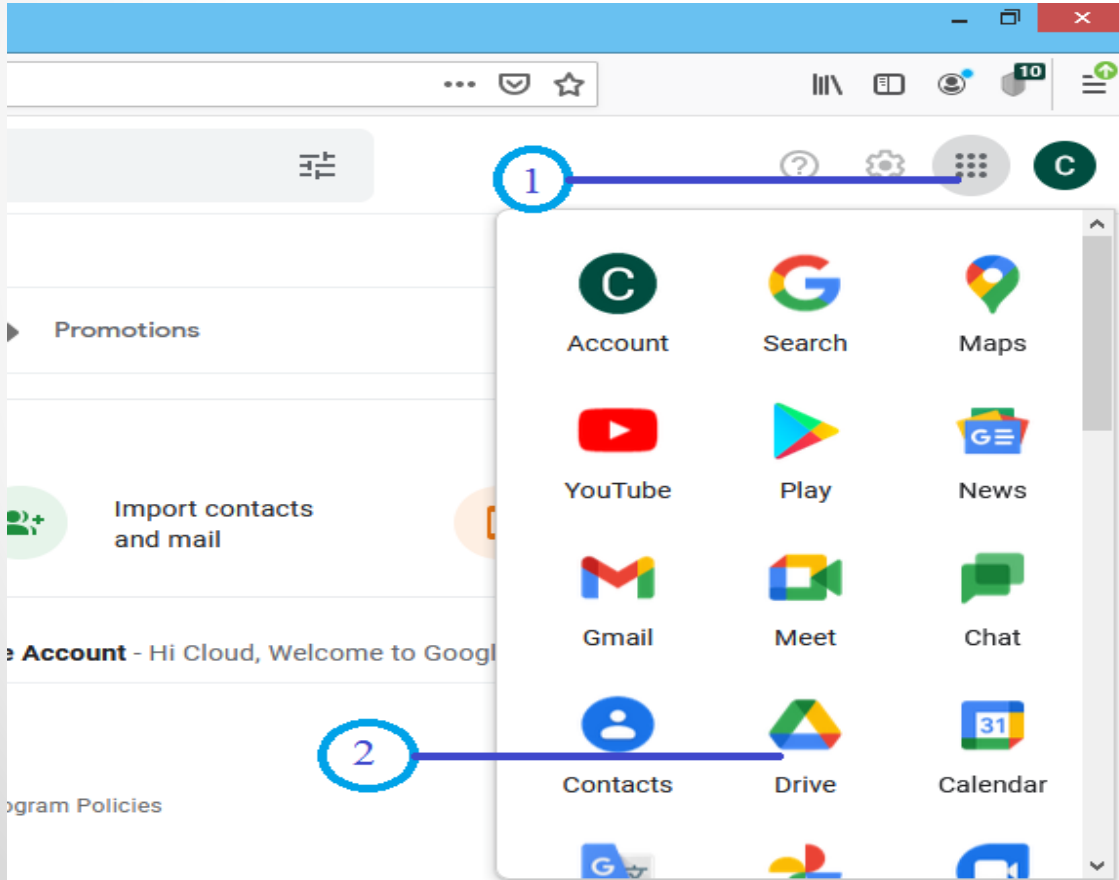 10
C
1
C
Account Search Maps
Promotions
G
YouTube Play News
Import contacts
and mail
Gmail Meet Chat
e Account - Hi Cloud, Welcome to Googl
31
2
Contacts Drive Calendar
ogram Policies
G